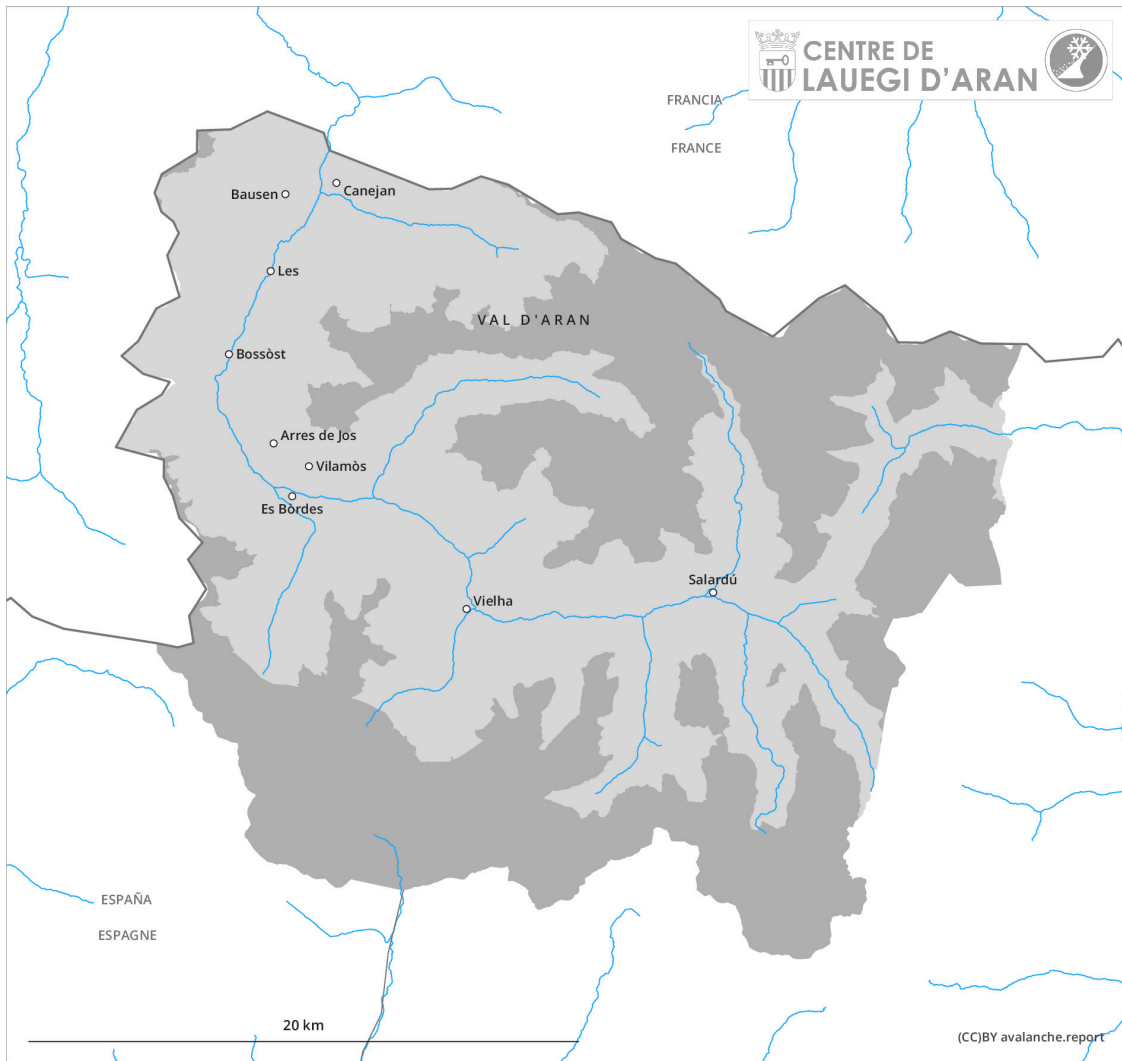 CENTRE DE
LAUEGI D'ARAN
FRANCIA
FRANCE
Canejan
Bausen
Les
VAL D'ARAN
Bossòst
Arres de Jos
Vilamòs
Es Bòrdes
Salardú
Vielha
ESPAÑA
ESPAGNE
20 km
(CC)BY avalanche.report